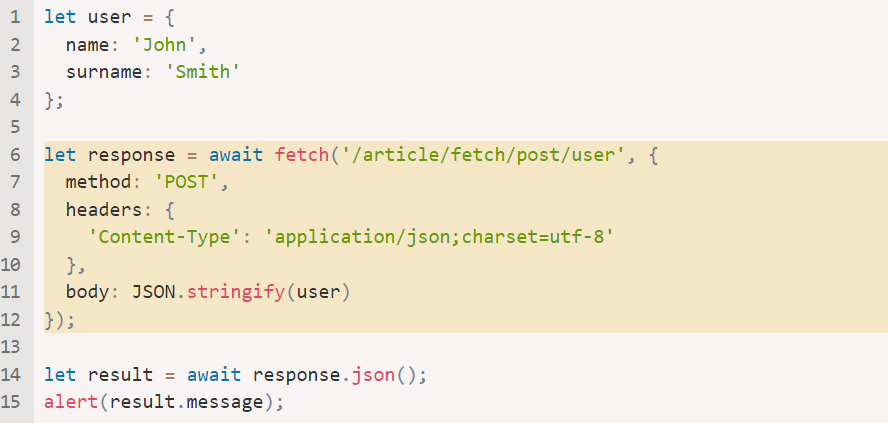 1 let user = {
2   name: 'John',
3   surname: 'Smith'
4 };
5
6 let response = await fetch('/article/fetch/post/user', {
7   method: 'POST',
8   headers: {
9     'Content-Type': 'application/json;charset=utf-8'
10   },
11   body: JSON.stringify(user)
12 });
13
14 let result = await response.json();
15 alert(result.message);